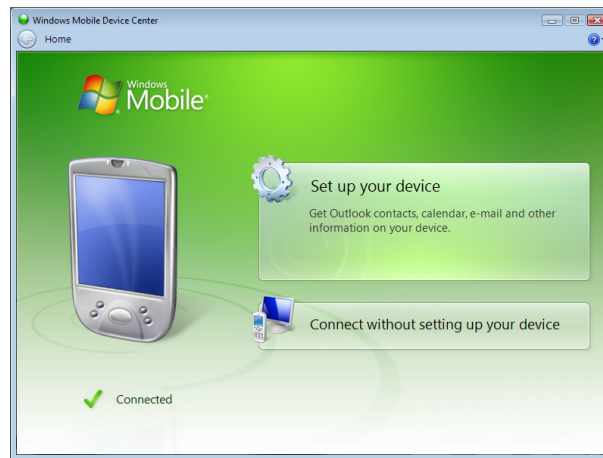 Windows Mobile Device Center
Home
Windows
Mobile
Set up your device
Get Outlook contacts, calendar, e-mail and other
information on your device.
Connect without setting up your device
Connected